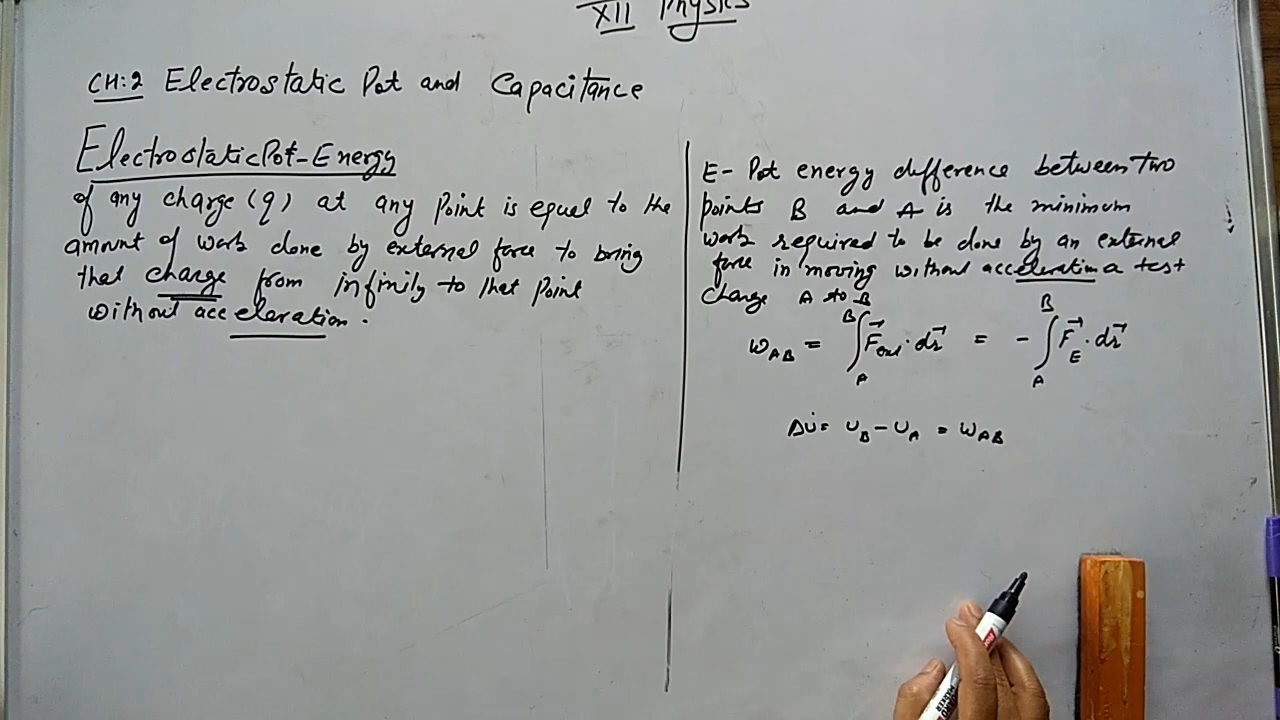 XII Physics
CH:2 Electrostatic Pot and Capacitance
Electrostatic Pot-Energy
of any charge (q) at any Point is equal to the
amount of work done by external force to bring
that charge from infinity to that Point
without acceleration.
E- Pot energy difference between two
points B and A is the minimum
work required to be done by an external
force in moving without acceleration a test
charge A to B
W_AB = ∫_A^B F⃗_ext · dr⃗ = - ∫_A^B F⃗_E · dr⃗
ΔU = U_B - U_A = W_AB